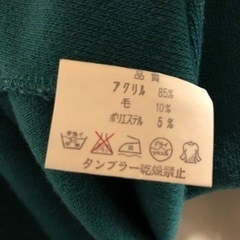 品質
アクリル 85%
毛 10%
ポリエステル 5%
タンブラー乾燥禁止